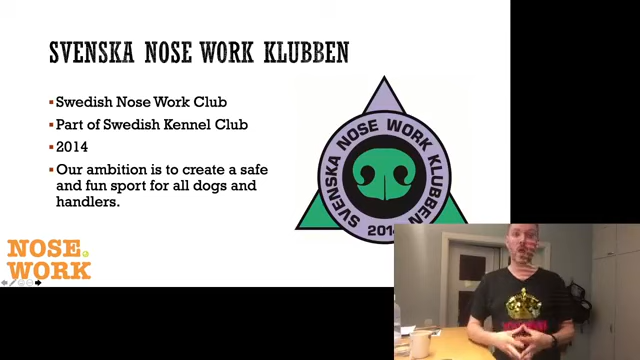 SVENSKA NOSE WORK KLUBBEN
Swedish Nose Work Club
Part of Swedish Kennel Club
2014
Our ambition is to create a safe
and fun sport for all dogs and
handlers.
SVENSKA NOSE WORK KLUBBEN
2014
NOSE
WORK